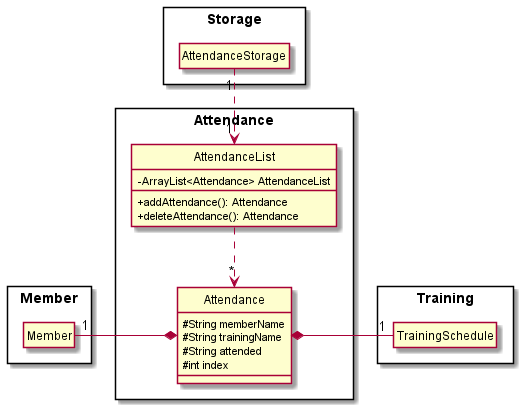 Storage
AttendanceStorage
1
Attendance
1
AttendanceList
-ArrayList<Attendance> AttendanceList
+addAttendance(): Attendance
+deleteAttendance(): Attendance
*
Member
Attendance
Training
#String memberName
#String trainingName
#String attended
#int index
Member
1
1
TrainingSchedule